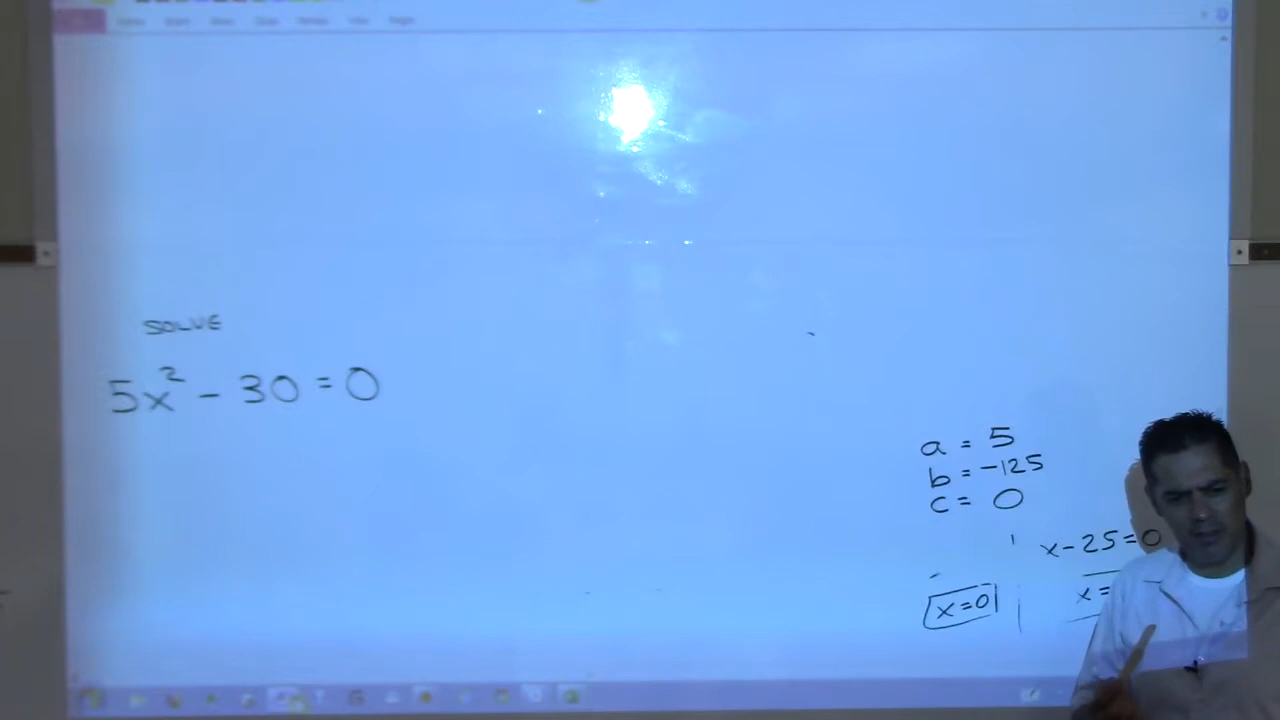 SOLVE
5x² - 30 = 0
a = 5
b = -125
c = 0
x - 25 = 0
x = 0
x =